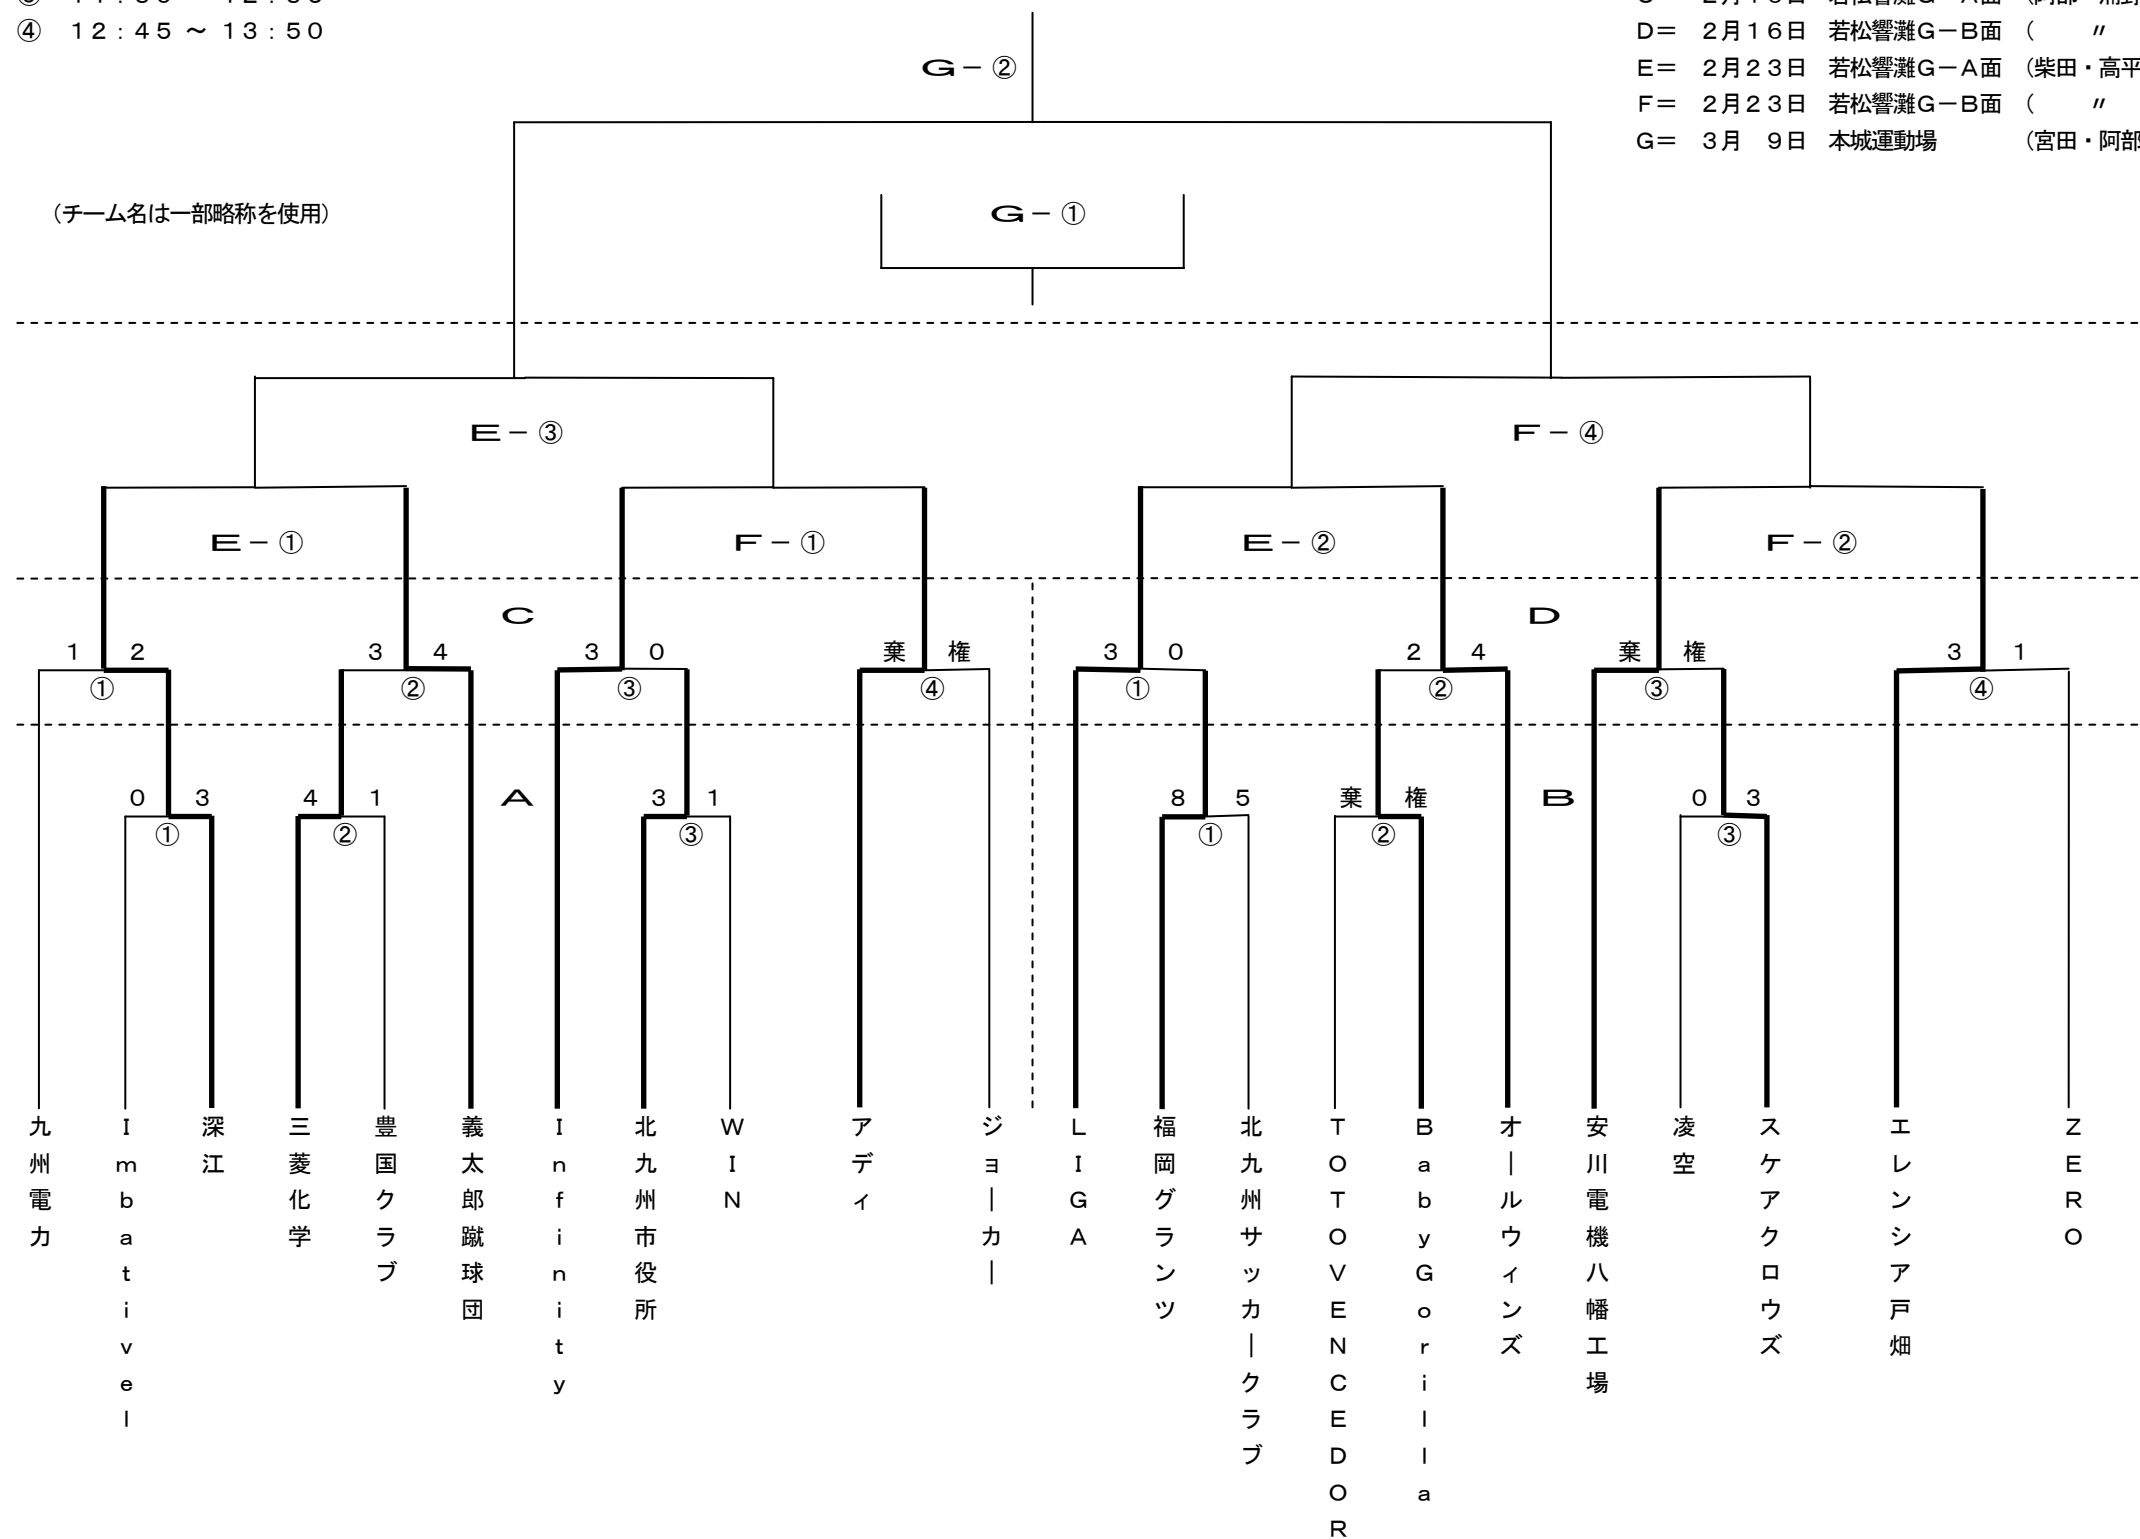 ④　１２：４５ ～ １３：５０
Ｄ＝　２月１６日　若松響灘Ｇ－Ｂ面　（　　〃
Ｅ＝　２月２３日　若松響灘Ｇ－Ａ面　（柴田・高平
Ｆ＝　２月２３日　若松響灘Ｇ－Ｂ面　（　　〃
Ｇ＝　３月　９日　本城運動場　　　　（宮田・阿部
Ｇ－②
（チーム名は一部略称を使用）
Ｇ－①
Ｅ－③　Ｆ－④
Ｅ－①　Ｆ－①　Ｅ－②　Ｆ－②
Ｃ　Ｄ
１　２　３　４　３　０　棄　権　３　０　２　４　棄　権　３　１
①　②　③　④　①　②　③　④
０　３　４　１　Ａ　３　１　８　５　棄　権　Ｂ　０　３
①　②　③　①　②　③
九州電力
Ｉｍｂａｔｉｖｅｌ
深江
三菱化学
豊国クラブ
義太郎蹴球団
Ｉｎｆｉｎｉｔｙ
北九州市役所
ＷＩＮ
アディ
ジョーカー
ＬＩＧＡ
福岡グランツ
北九州サッカークラブ
ＴＯＴＯＶＥＮＣＥＤＯＲ
ＢａｂｙＧｏｒｉｌｌａ
オールウィンズ
安川電機八幡工場
凌空
スケアクロウズ
エレンシア戸畑
ＺＥＲＯ